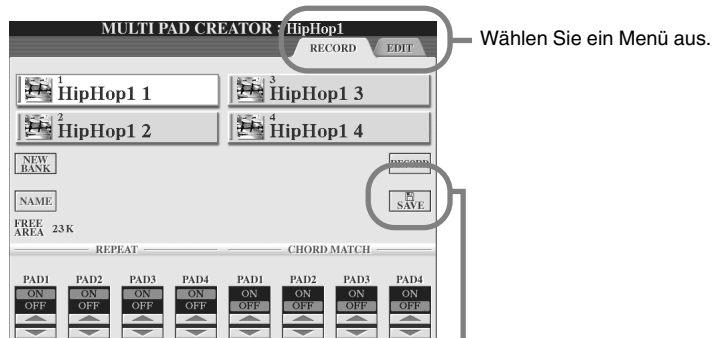 MULTI PAD CREATOR : HipHop1
RECORD EDIT
Wählen Sie ein Menü aus.
1 HipHop1 1
3 HipHop1 3
2 HipHop1 2
4 HipHop1 4
NEW BANK
RECORD
NAME
SAVE
FREE AREA 23K
REPEAT CHORD MATCH
PAD1 PAD2 PAD3 PAD4 PAD1 PAD2 PAD3 PAD4
ON ON ON ON ON ON ON ON
OFF OFF OFF OFF OFF OFF OFF OFF